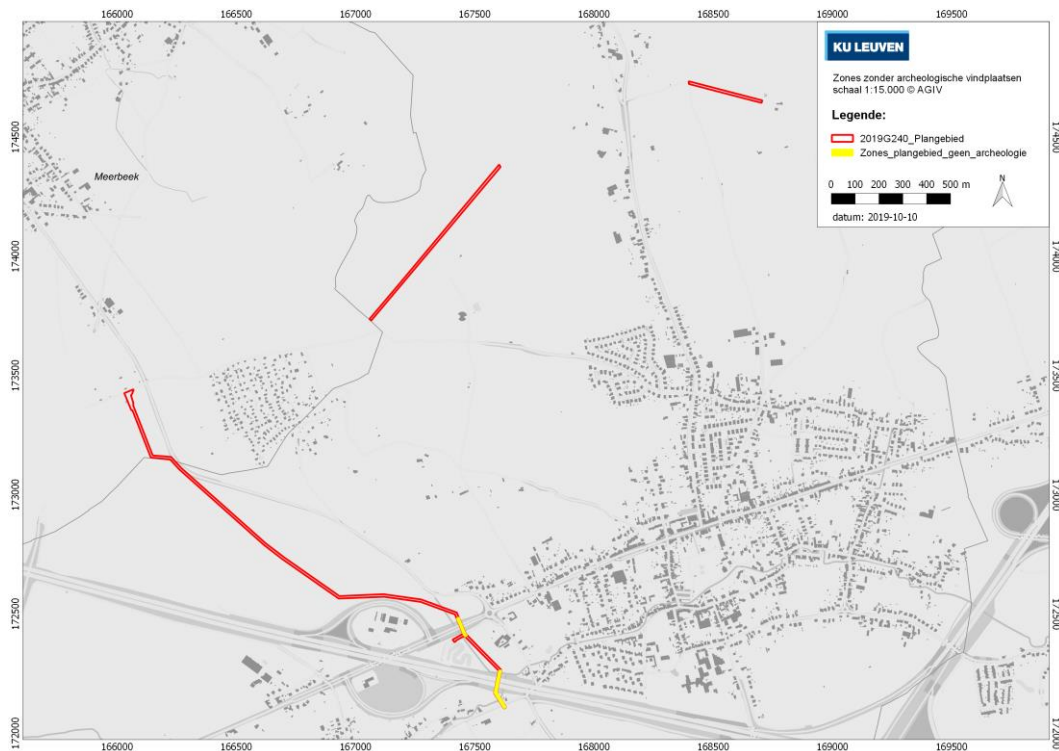 166000 166500 167000 167500 168000 168500 169000 169500
KU LEUVEN
Zones zonder archeologische vindplaatsen
schaal 1:15.000 © AGIV
Legende:
2019G240_Plangebied
Zones_plangebied_geen_archeologie
0 100 200 300 400 500 m
N
datum: 2019-10-10
Meerbeek
174500
174000
173500
173000
172500
172000
174500
174000
173500
173000
172500
172000
166000 166500 167000 167500 168000 168500 169000 169500